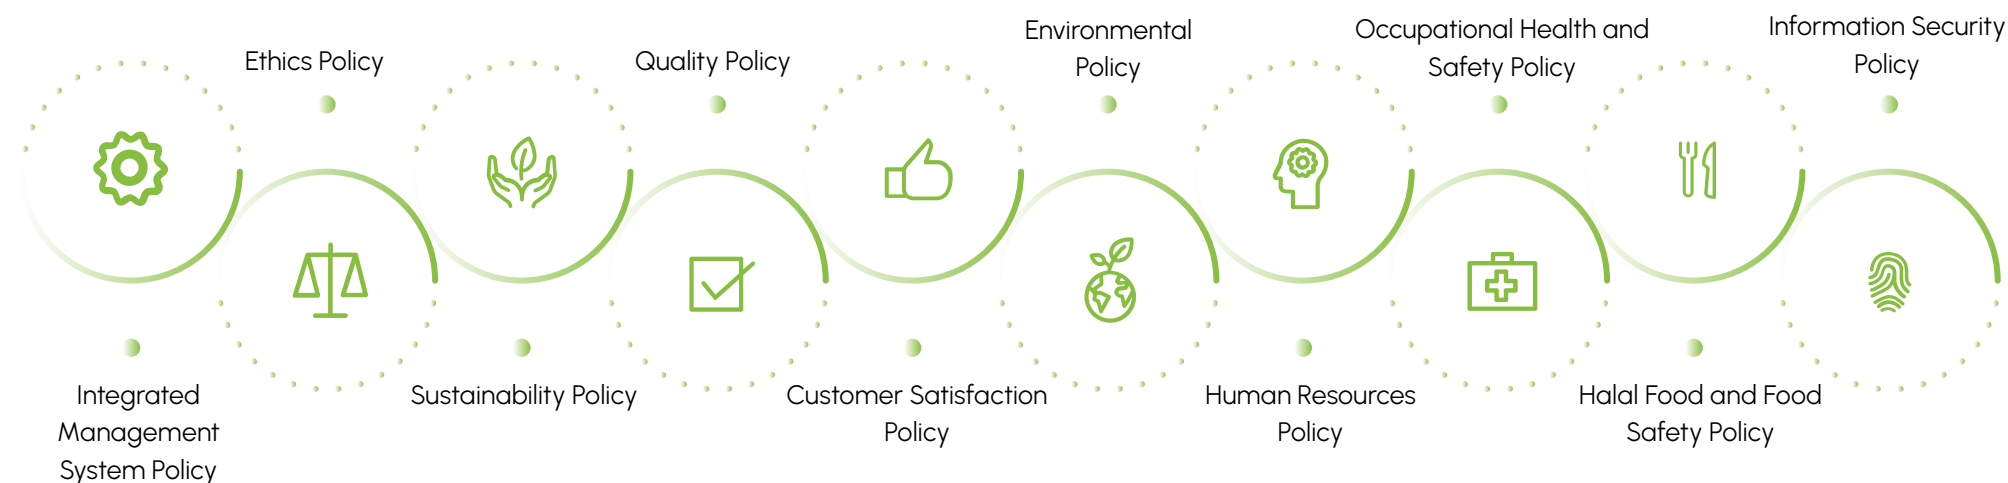 Integrated
Management
System Policy
Ethics Policy
Sustainability Policy
Quality Policy
Customer Satisfaction
Policy
Environmental
Policy
Human Resources
Policy
Occupational Health and
Safety Policy
Halal Food and Food
Safety Policy
Information Security
Policy